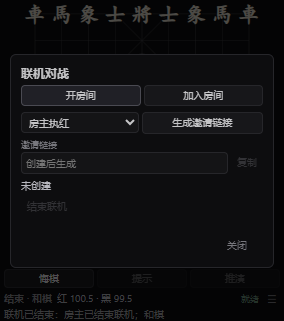 車馬象士將士象馬車
联机对战
开房间 加入房间
房主执红 生成邀请链接
邀请链接
创建后生成 复制
未创建
结束联机
关闭
悔棋 提示 推演
结束 · 和棋 红 100.5 · 黑 99.5 就绪 ☰
联机已结束：房主已结束联机；和棋